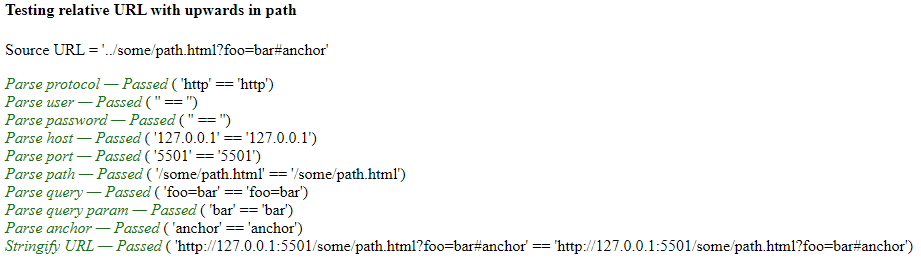 Testing relative URL with upwards in path
Source URL = '../some/path.html?foo=bar#anchor'
Parse protocol — Passed ( 'http' == 'http')
Parse user — Passed ( '' == '')
Parse password — Passed ( '' == '')
Parse host — Passed ( '127.0.0.1' == '127.0.0.1')
Parse port — Passed ( '5501' == '5501')
Parse path — Passed ( '/some/path.html' == '/some/path.html')
Parse query — Passed ( 'foo=bar' == 'foo=bar')
Parse query param — Passed ( 'bar' == 'bar')
Parse anchor — Passed ( 'anchor' == 'anchor')
Stringify URL — Passed ( 'http://127.0.0.1:5501/some/path.html?foo=bar#anchor' == 'http://127.0.0.1:5501/some/path.html?foo=bar#anchor')